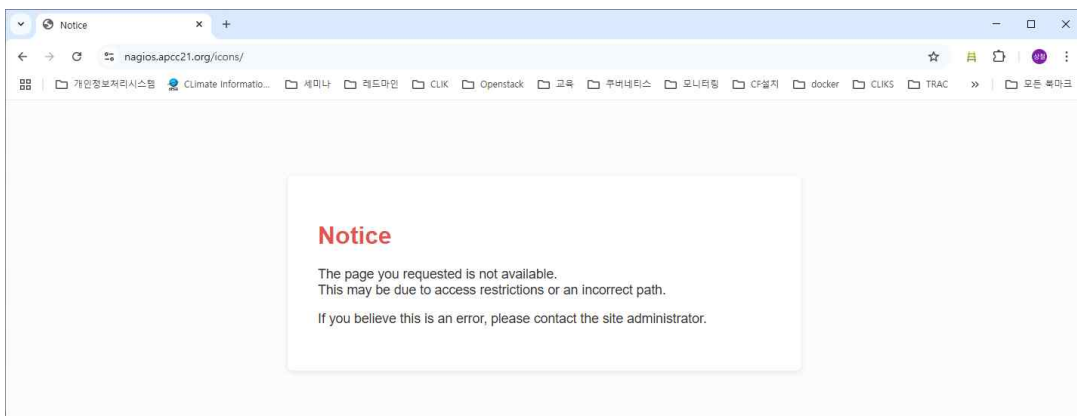 Notice
nagios.apcc21.org/icons/
개인정보처리시스템 CLimate Informatio... 세미나 레드마인 CLIK Openstack 교육 쿠버네티스 모니터링 CF설치 docker CLIKS TRAC » 모든 북마크
Notice
The page you requested is not available.
This may be due to access restrictions or an incorrect path.
If you believe this is an error, please contact the site administrator.